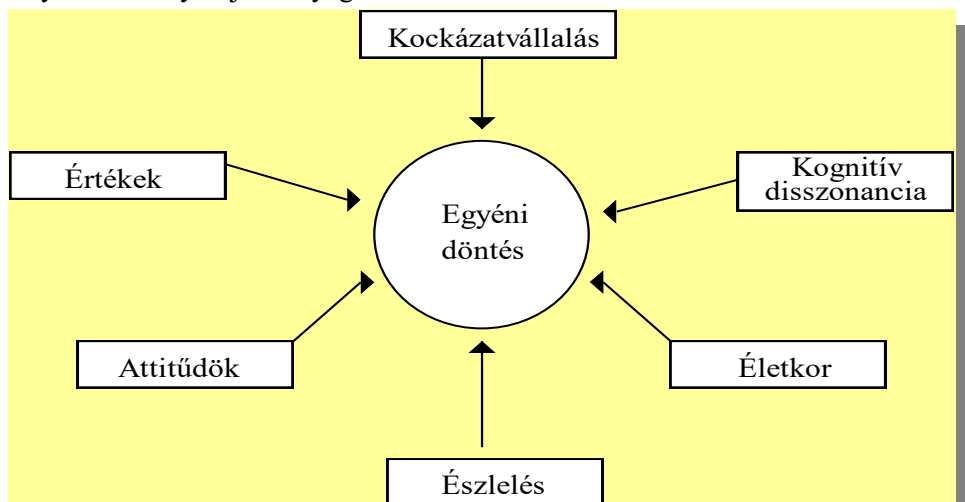 Kockázatvállalás
Értékek
Kognitív
disszonancia
Egyéni
döntés
Attitűdök
Életkor
Észlelés